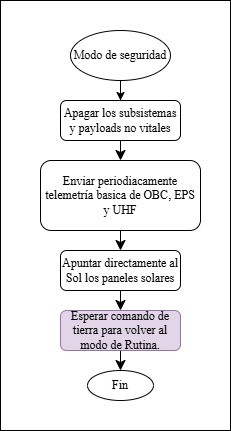 Modo de seguridad
Apagar los subsistemas
y payloads no vitales
Enviar periodiacamente
telemetría basica de OBC, EPS
y UHF
Apuntar directamente al
Sol los paneles solares
Esperar comando de
tierra para volver al
modo de Rutina.
Fin